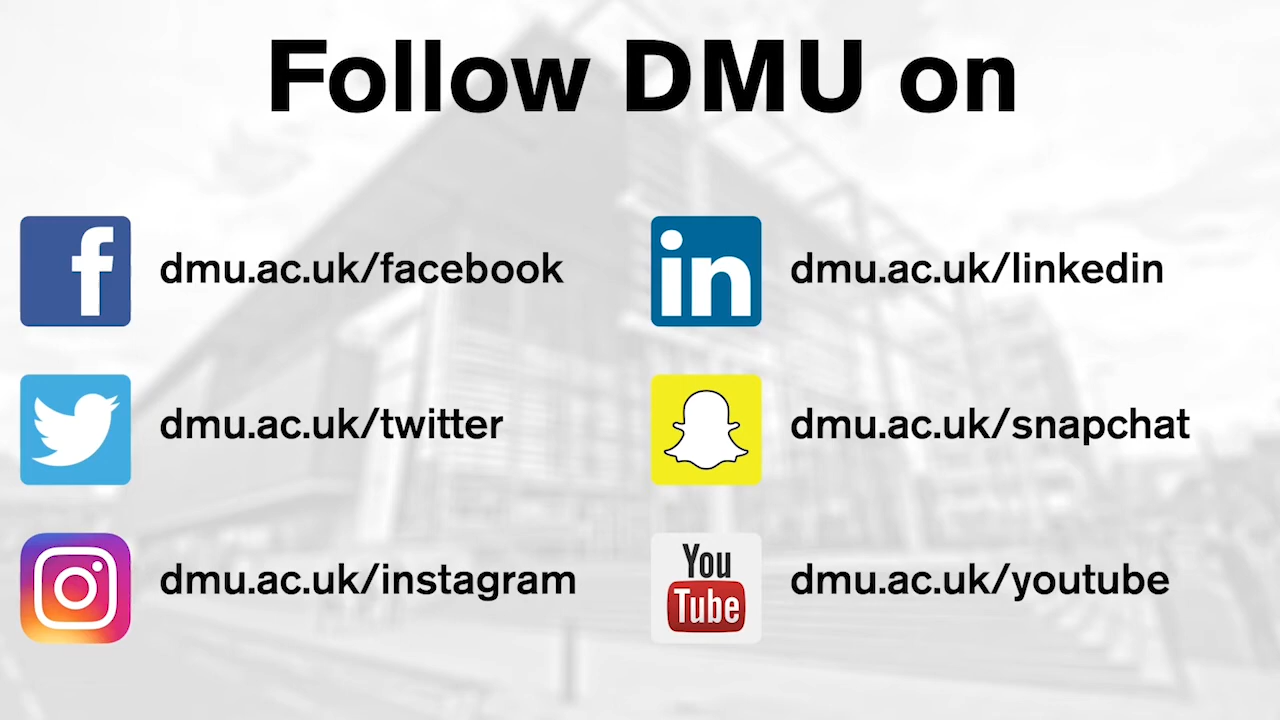 Follow DMU on
dmu.ac.uk/facebook
dmu.ac.uk/twitter
dmu.ac.uk/instagram
in
dmu.ac.uk/linkedin
dmu.ac.uk/snapchat
You
Tube
dmu.ac.uk/youtube